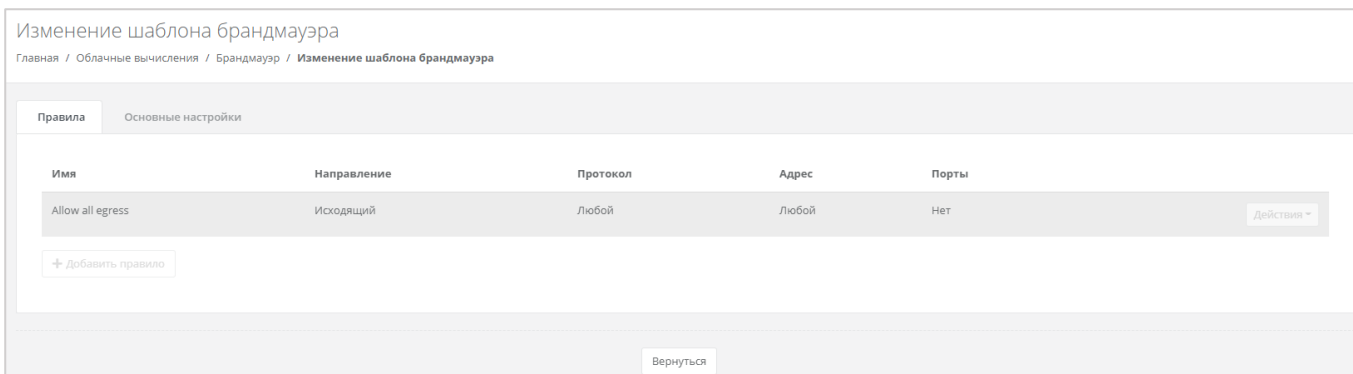 Изменение шаблона брандмауэра
Главная / Облачные вычисления / Брандмауэр / Изменение шаблона брандмауэра
Правила Основные настройки
Имя Направление Протокол Адрес Порты
Allow all egress Исходящий Любой Любой Нет Действия
+ Добавить правило
Вернуться